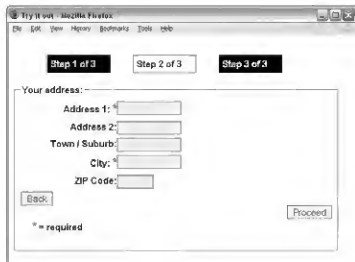 Try it out - Mozilla Firefox
File Edit View History Bookmarks Tools Help
Step 1 of 3 Step 2 of 3 Step 3 of 3
Your address:
Address 1: *
Address 2:
Town / Suburb:
City: *
ZIP Code:
Back
Proceed
* = required